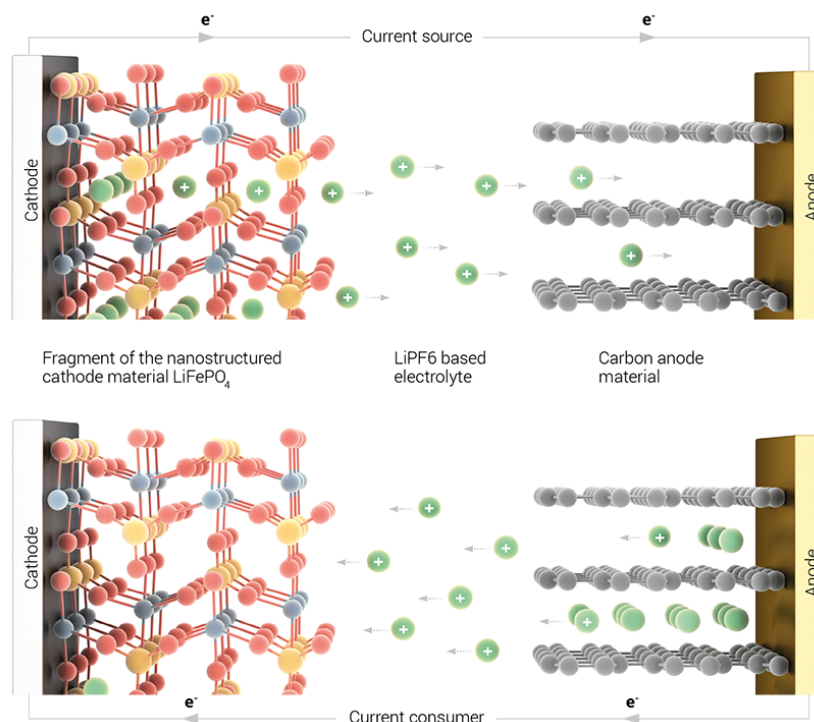 e-
Current source
e-
Cathode
Anode
+
+
+
+
+
+
+
+
+
+
Fragment of the nanostructured
cathode material LiFePO₄
LiPF6 based
electrolyte
Carbon anode
material
Cathode
Anode
+
+
+
+
+
+
+
+
e-
Current consumer
e-